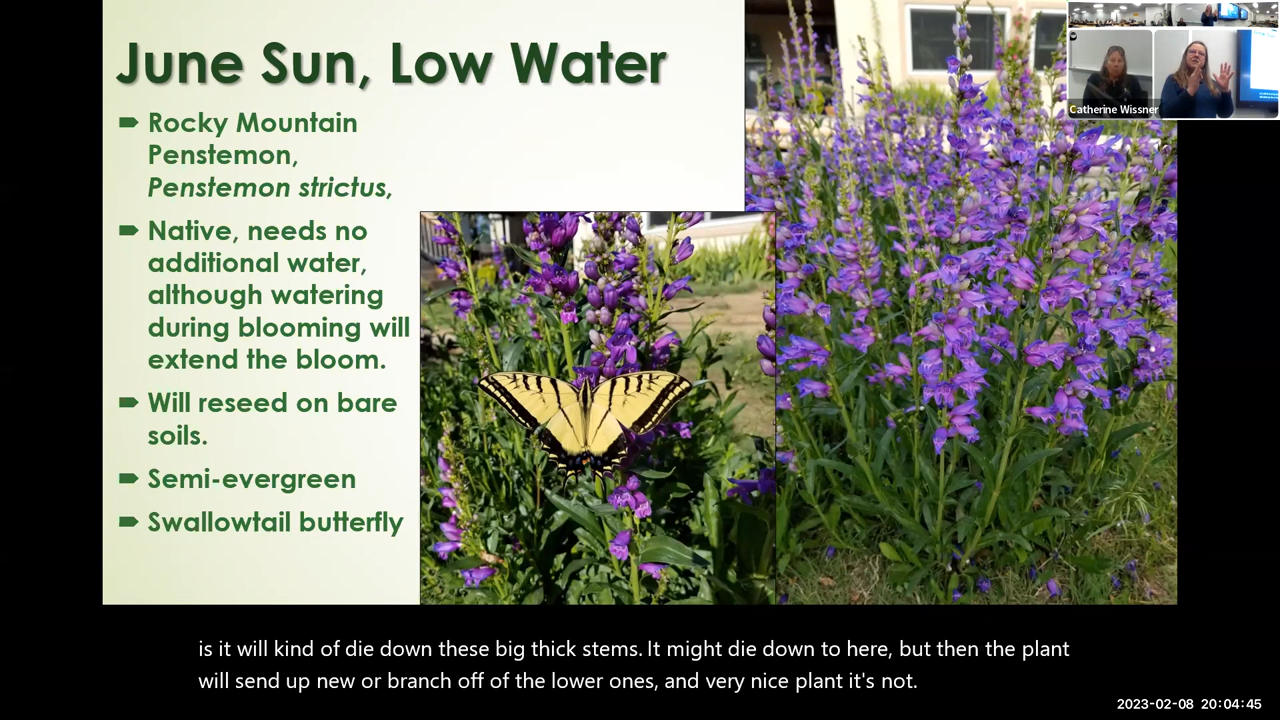 June Sun, Low Water
Rocky Mountain
Penstemon,
Penstemon strictus,
Native, needs no
additional water,
although watering
during blooming will
extend the bloom.
Will reseed on bare
soils.
Semi-evergreen
Swallowtail butterfly
Catherine Wissner
is it will kind of die down these big thick stems. It might die down to here, but then the plant
will send up new or branch off of the lower ones, and very nice plant it's not.
2023-02-08 20:04:45